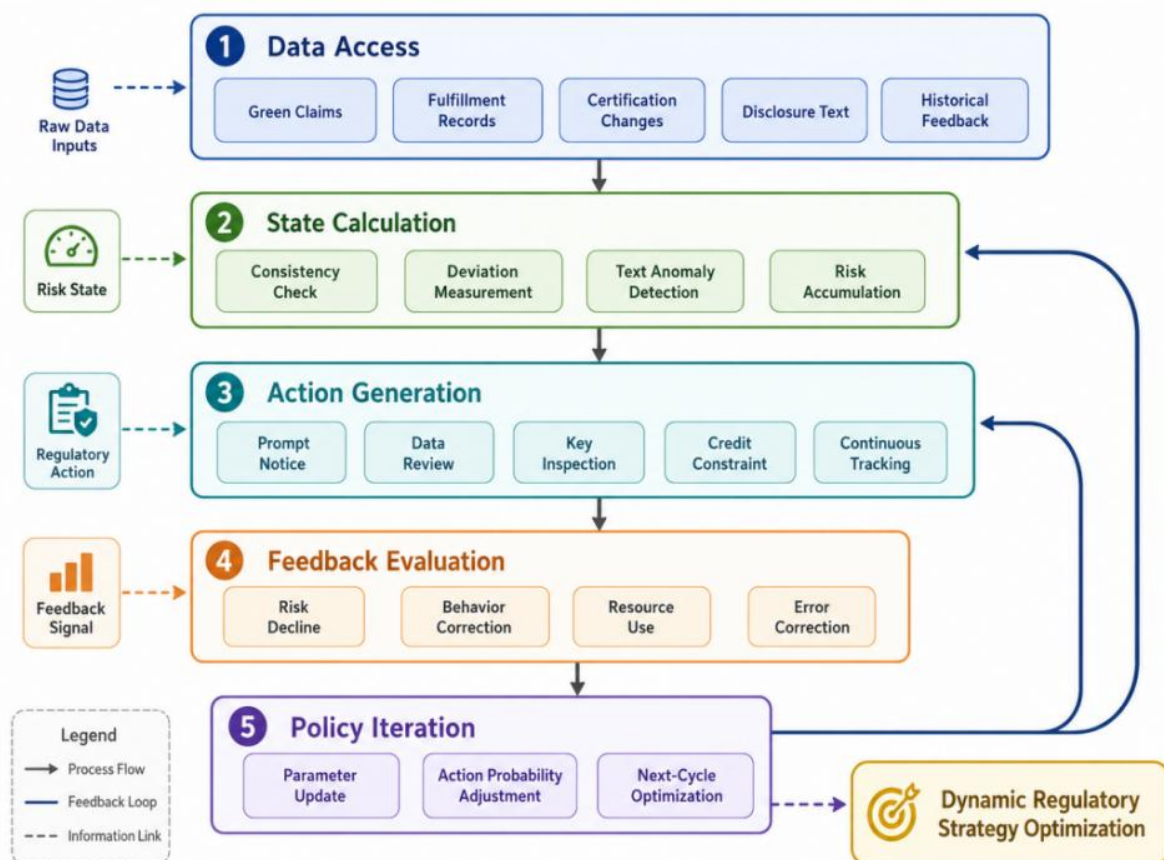 1 Data Access
Raw Data
Inputs
Green Claims
Fulfillment
Records
Certification
Changes
Disclosure Text
Historical
Feedback
2 State Calculation
Risk State
Consistency
Check
Deviation
Measurement
Text Anomaly
Detection
Risk
Accumulation
3 Action Generation
Regulatory
Action
Prompt
Notice
Data
Review
Key
Inspection
Credit
Constraint
Continuous
Tracking
4 Feedback Evaluation
Feedback
Signal
Risk
Decline
Behavior
Correction
Resource
Use
Error
Correction
5 Policy Iteration
Parameter
Update
Action Probability
Adjustment
Next-Cycle
Optimization
Legend
Process Flow
Feedback Loop
Information Link
Dynamic Regulatory
Strategy Optimization